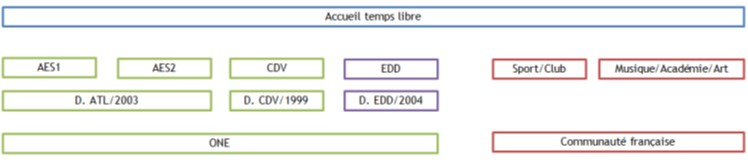 Accueil temps libre
AES1 AES2 CDV EDD Sport/Club Musique/Académie/Art
D. ATL/2003 D. CDV/1999 D. EDD/2004
ONE Communauté française